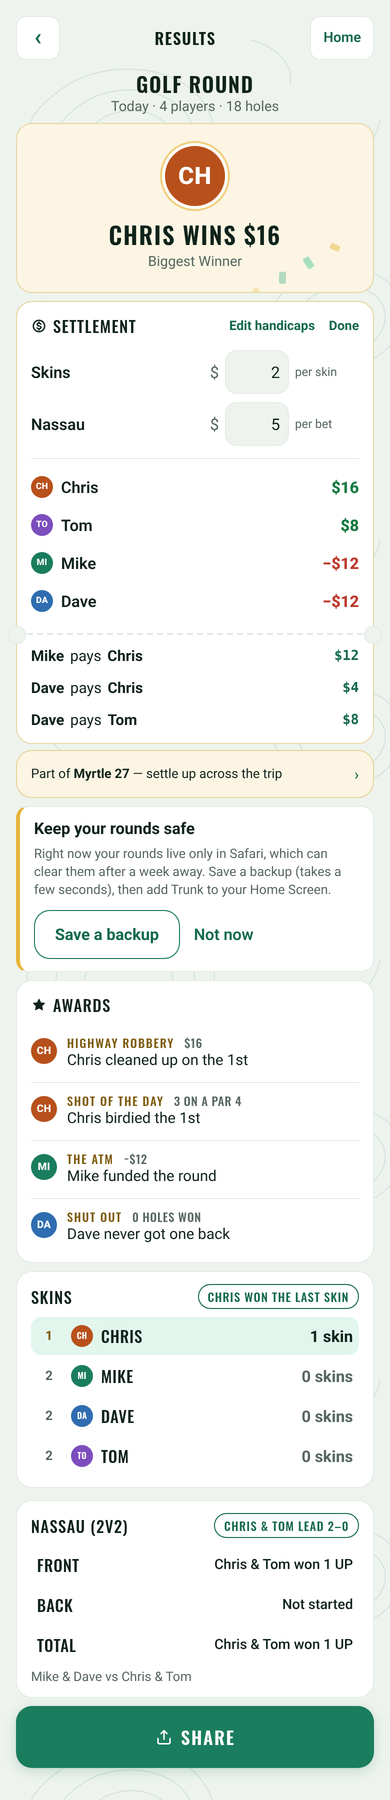 ‹
RESULTS
Home
GOLF ROUND
Today · 4 players · 18 holes
CH
CHRIS WINS $16
Biggest Winner
SETTLEMENT
Edit handicaps Done
Skins $ 2 per skin
Nassau $ 5 per bet
CH Chris $16
TO Tom $8
MI Mike −$12
DA Dave −$12
Mike pays Chris $12
Dave pays Chris $4
Dave pays Tom $8
Part of Myrtle 27 — settle up across the trip ›
Keep your rounds safe
Right now your rounds live only in Safari, which can
clear them after a week away. Save a backup (takes a
few seconds), then add Trunk to your Home Screen.
Save a backup Not now
AWARDS
CH HIGHWAY ROBBERY $16
Chris cleaned up on the 1st
CH SHOT OF THE DAY 3 ON A PAR 4
Chris birdied the 1st
MI THE ATM −$12
Mike funded the round
DA SHUT OUT 0 HOLES WON
Dave never got one back
SKINS CHRIS WON THE LAST SKIN
1 CH CHRIS 1 skin
2 MI MIKE 0 skins
2 DA DAVE 0 skins
2 TO TOM 0 skins
NASSAU (2V2) CHRIS & TOM LEAD 2–0
FRONT Chris & Tom won 1 UP
BACK Not started
TOTAL Chris & Tom won 1 UP
Mike & Dave vs Chris & Tom
SHARE